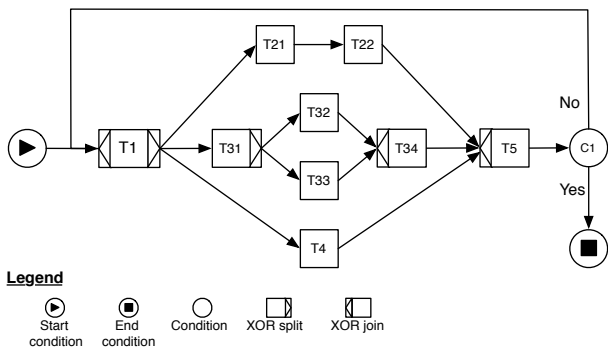 T21
T22
No
T32
T1
T31
T34
T5
C1
T33
Yes
T4
Legend
Start
condition
End
condition
Condition
XOR split
XOR join